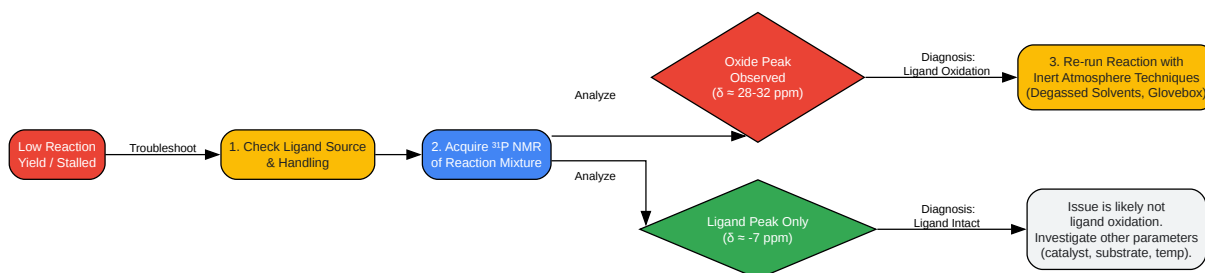 Low Reaction
Yield / Stalled
Troubleshoot
1. Check Ligand Source
& Handling
2. Acquire ³¹P NMR
of Reaction Mixture
Analyze
Oxide Peak
Observed
(δ ≈ 28-32 ppm)
Diagnosis:
Ligand Oxidation
3. Re-run Reaction with
Inert Atmosphere Techniques
(Degassed Solvents, Glovebox)
Analyze
Ligand Peak Only
(δ ≈ -7 ppm)
Diagnosis:
Ligand Intact
Issue is likely not
ligand oxidation.
Investigate other parameters
(catalyst, substrate, temp).